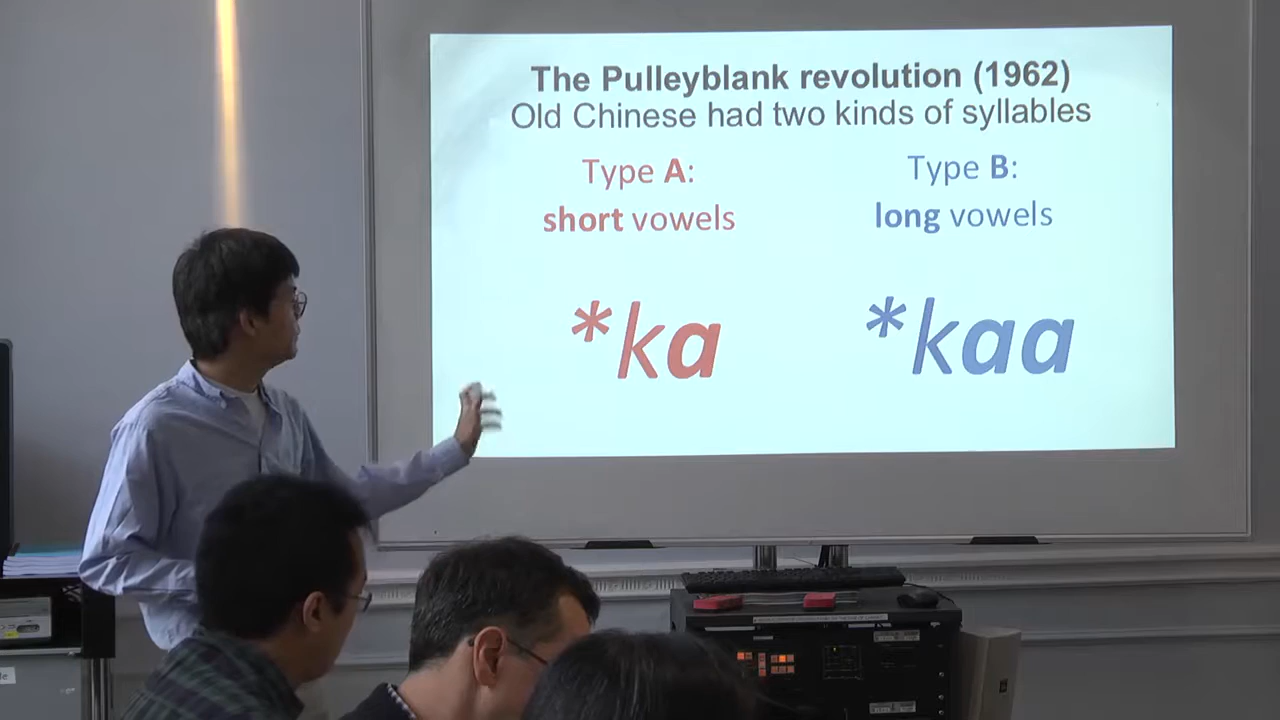 The Pulleyblank revolution (1962)
Old Chinese had two kinds of syllables
Type A:
short vowels
*ka
Type B:
long vowels
*kaa